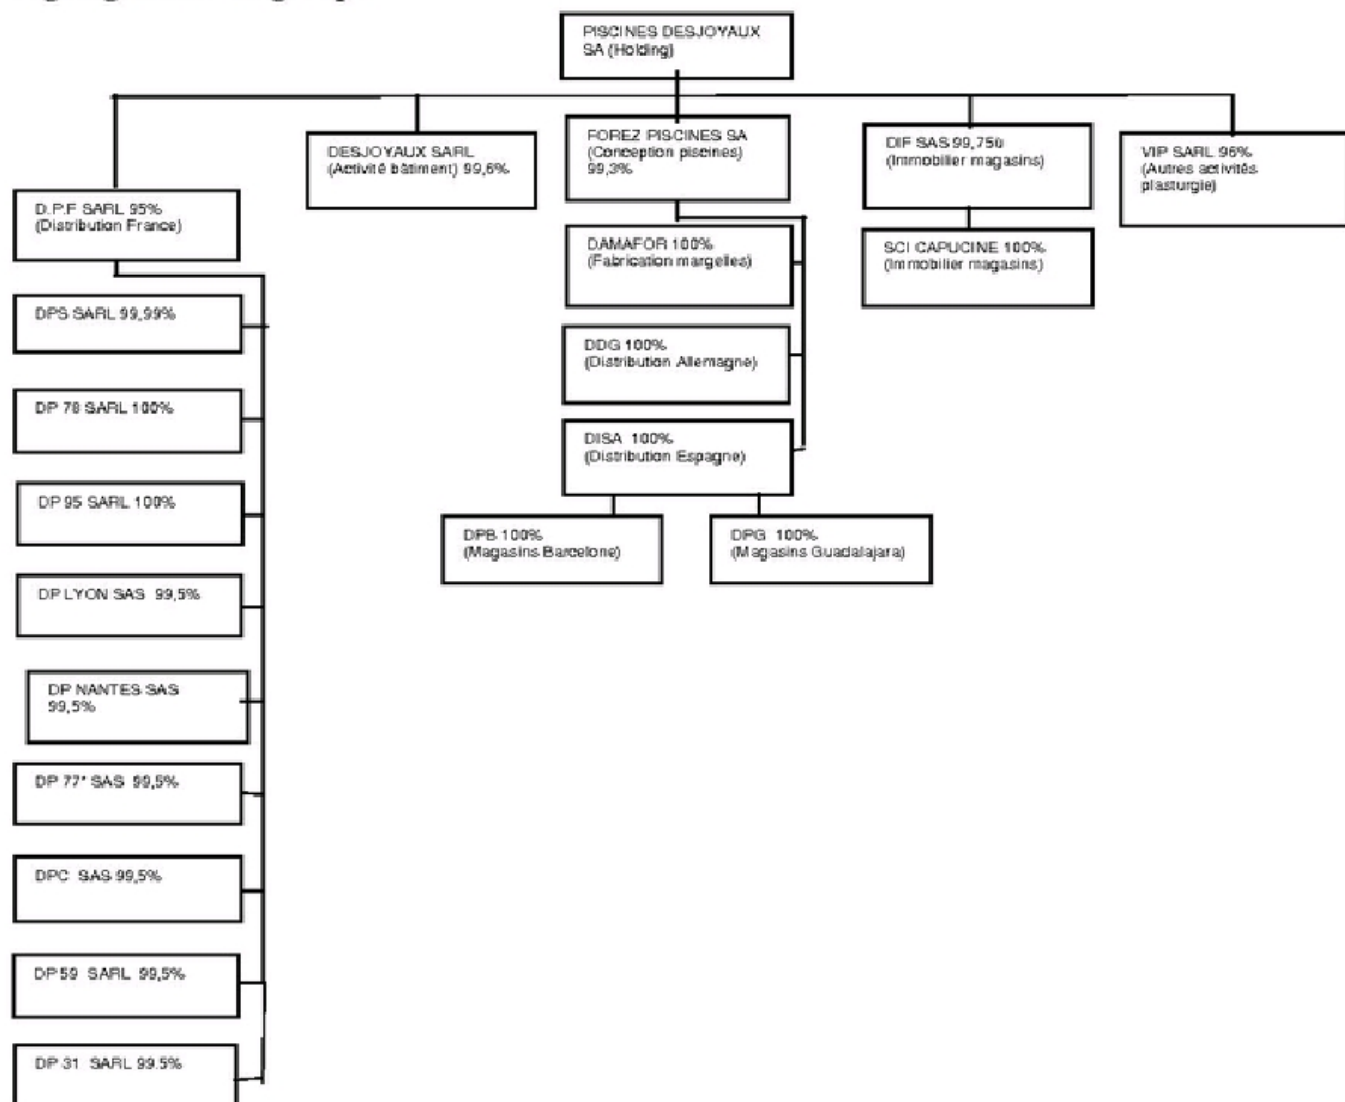 PISCINES DESJOYAUX
SA (Holding)
DESJOYAUX SARL
(Activité bâtiment) 99,6%
FOREZ PISCINES SA
(Conception piscines)
99,3%
DIF SAS 99,750
(Immobilier magasins)
VIP SARL 96%
(Autres activités
plasturgie)
D.P.F SARL 95%
(Distribution France)
DAMAFOR 100%
(Fabrication margelles)
SCI CAPUCINE 100%
(Immobilier magasins)
DPS SARL 99,99%
DDG 100%
(Distribution Allemagne)
DP 78 SARL 100%
DISA 100%
(Distribution Espagne)
DP 95 SARL 100%
DPB 100%
(Magasins Barcelone)
DPG 100%
(Magasins Guadalajara)
DP LYON SAS 99,5%
DP NANTES SAS
99,5%
DP 77* SAS 99,5%
DPC SAS 99,5%
DP 59 SARL 99,5%
DP 31 SARL 99.5%